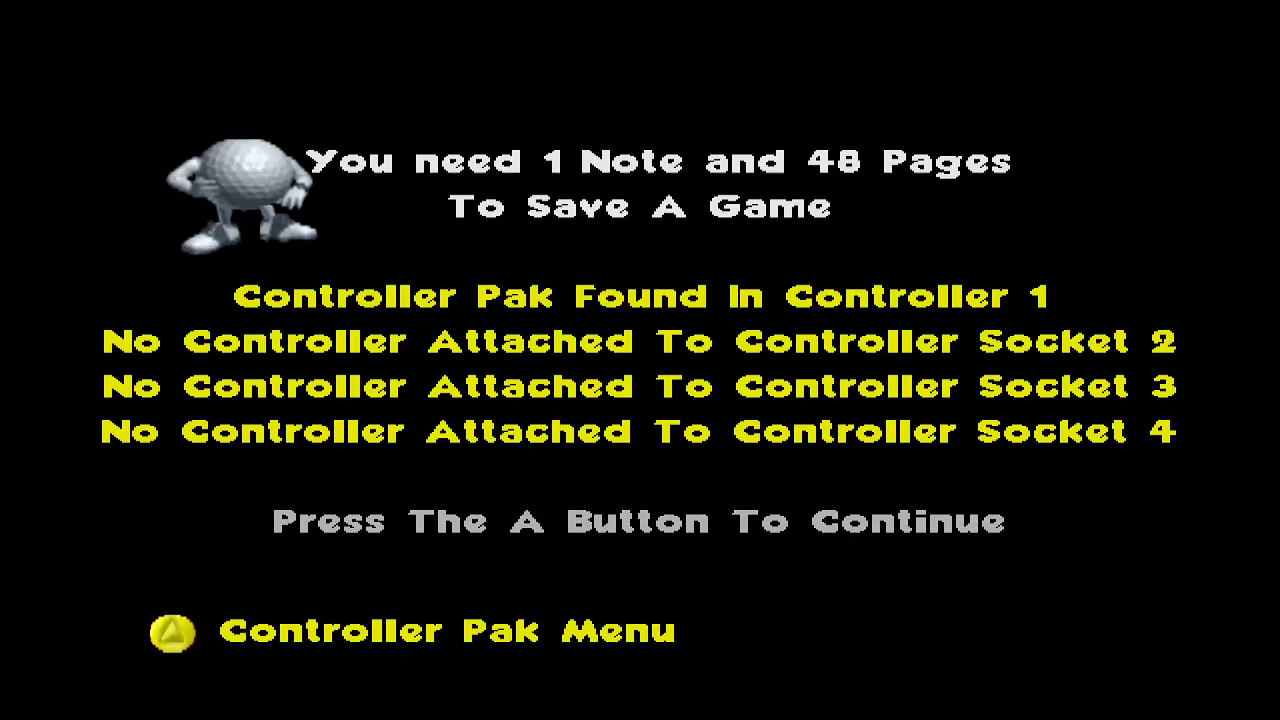 You need 1 Note and 48 Pages
To Save A Game
Controller Pak Found In Controller 1
No Controller Attached To Controller Socket 2
No Controller Attached To Controller Socket 3
No Controller Attached To Controller Socket 4
Press The A Button To Continue
Controller Pak Menu